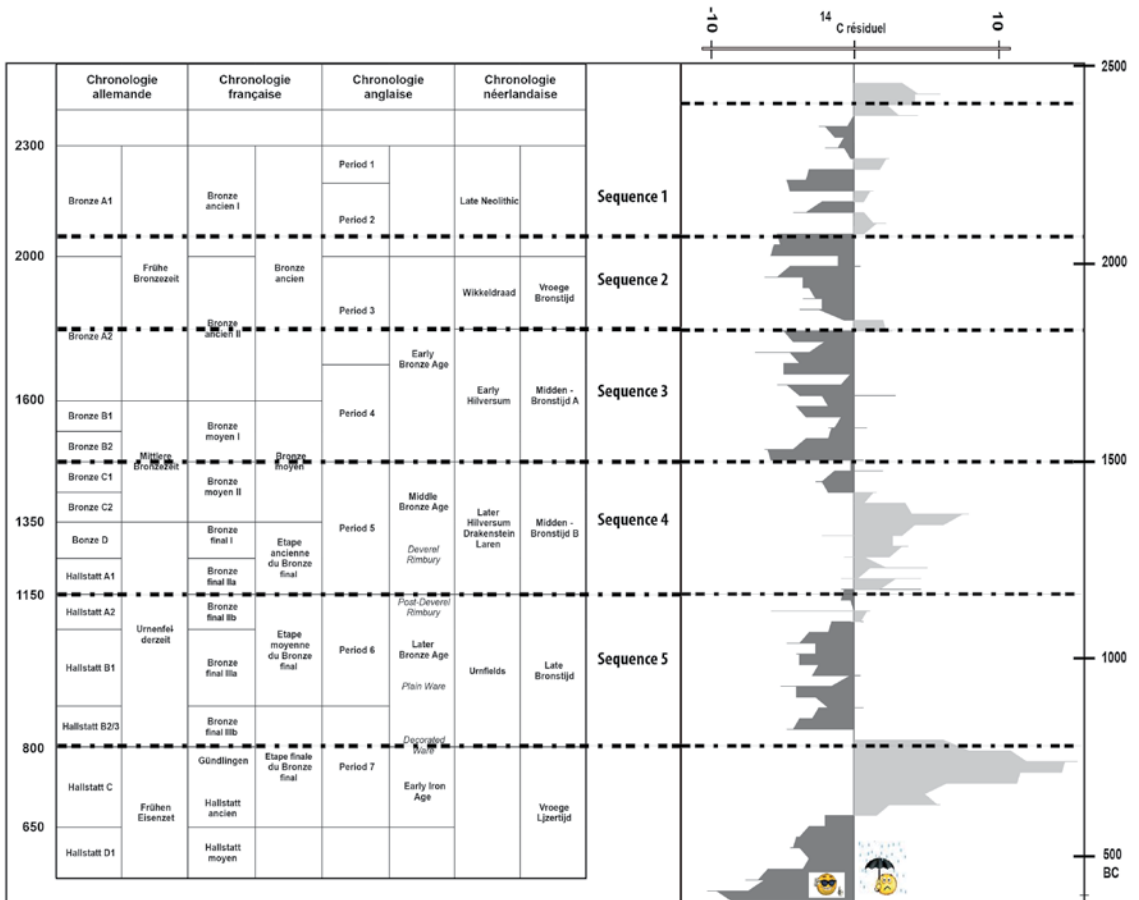 -10
14
C résiduel
10
Chronologie
allemande
Chronologie
française
Chronologie
anglaise
Chronologie
néerlandaise
2500
2300
Bronze A1
Bronze
ancien I
Period 1
Period 2
Late Neolithic
Sequence 1
2000
Frühe
Bronzezeit
Bronze
ancien
Wikkeldraad
Vroege
Bronstijd
Sequence 2
2000
Period 3
Bronze A2
Bronze
ancien II
Early
Bronze Age
Early
Hilversum
Midden -
Bronstijd A
Sequence 3
1600
Bronze B1
Bronze B2
Mittlere
Bronzezeit
Bronze
moyen I
Bronze
moyen
Period 4
1500
Bronze C1
Bronze C2
Bronze
moyen II
Middle
Bronze Age
Later
Hilversum
Drakenstein
Laren
Midden -
Bronstijd B
Sequence 4
1350
Bonze D
Bronze
final I
Etape
ancienne
du Bronze
final
Period 5
Deverel
Rimbury
Hallstatt A1
Bronze
final IIa
1150
Hallstatt A2
Bronze
final IIb
Post-Deverel
Rimbury
Urnenfel-
derzeit
Etape
moyenne
du Bronze
final
Period 6
Later
Bronze Age
Hallstatt B1
Bronze
final IIIa
Plain Ware
Urnfields
Late
Bronstijd
Sequence 5
1000
Hallstatt B2/3
Bronze
final IIIb
Decorated
Ware
800
Hallstatt C
Frühen
Eisenzet
Gündlingen
Hallstatt
ancien
Etape finale
du Bronze
final
Period 7
Early Iron
Age
Vroege
Ljzertijd
650
Hallstatt D1
Hallstatt
moyen
500
BC